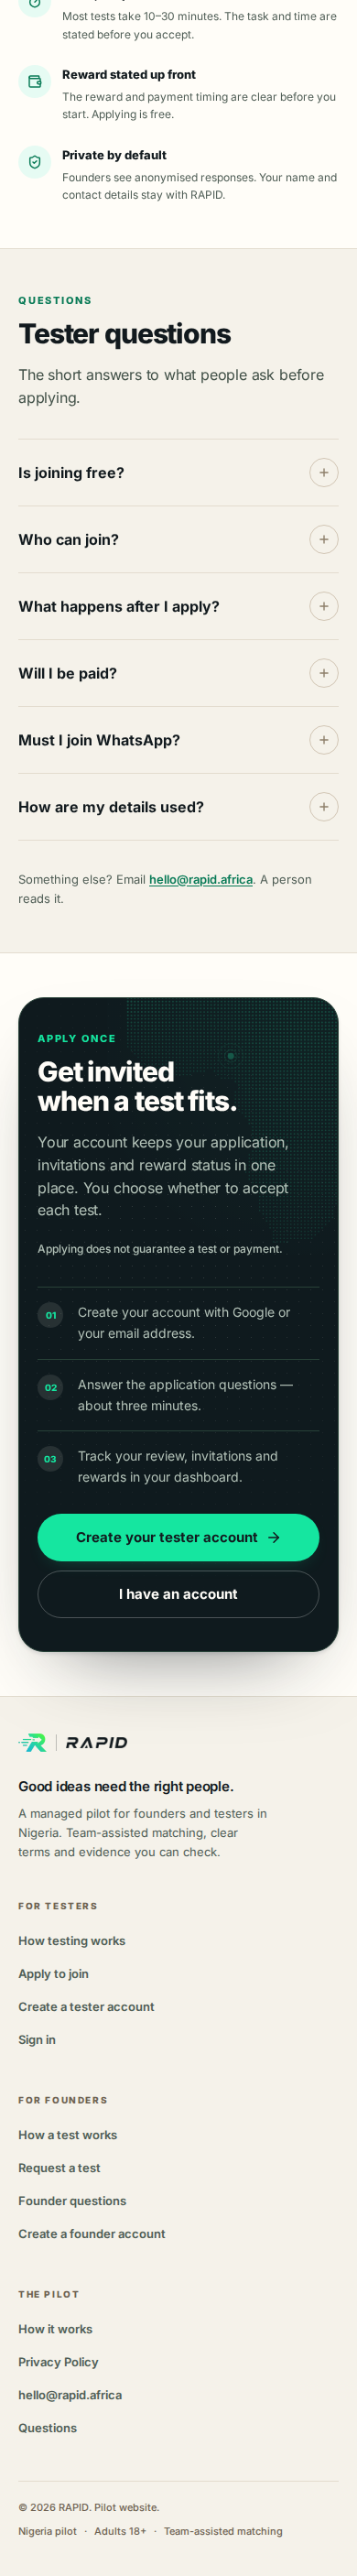 Most tests take 10–30 minutes. The task and time are
stated before you accept.
Reward stated up front
The reward and payment timing are clear before you
start. Applying is free.
Private by default
Founders see anonymised responses. Your name and
contact details stay with RAPID.
QUESTIONS
Tester questions
The short answers to what people ask before
applying.
Is joining free?
Who can join?
What happens after I apply?
Will I be paid?
Must I join WhatsApp?
How are my details used?
Something else? Email hello@rapid.africa. A person
reads it.
APPLY ONCE
Get invited
when a test fits.
Your account keeps your application,
invitations and reward status in one
place. You choose whether to accept
each test.
Applying does not guarantee a test or payment.
01 Create your account with Google or
your email address.
02 Answer the application questions —
about three minutes.
03 Track your review, invitations and
rewards in your dashboard.
Create your tester account →
I have an account
R | RAPID
Good ideas need the right people.
A managed pilot for founders and testers in
Nigeria. Team-assisted matching, clear
terms and evidence you can check.
FOR TESTERS
How testing works
Apply to join
Create a tester account
Sign in
FOR FOUNDERS
How a test works
Request a test
Founder questions
Create a founder account
THE PILOT
How it works
Privacy Policy
hello@rapid.africa
Questions
© 2026 RAPID. Pilot website.
Nigeria pilot · Adults 18+ · Team-assisted matching